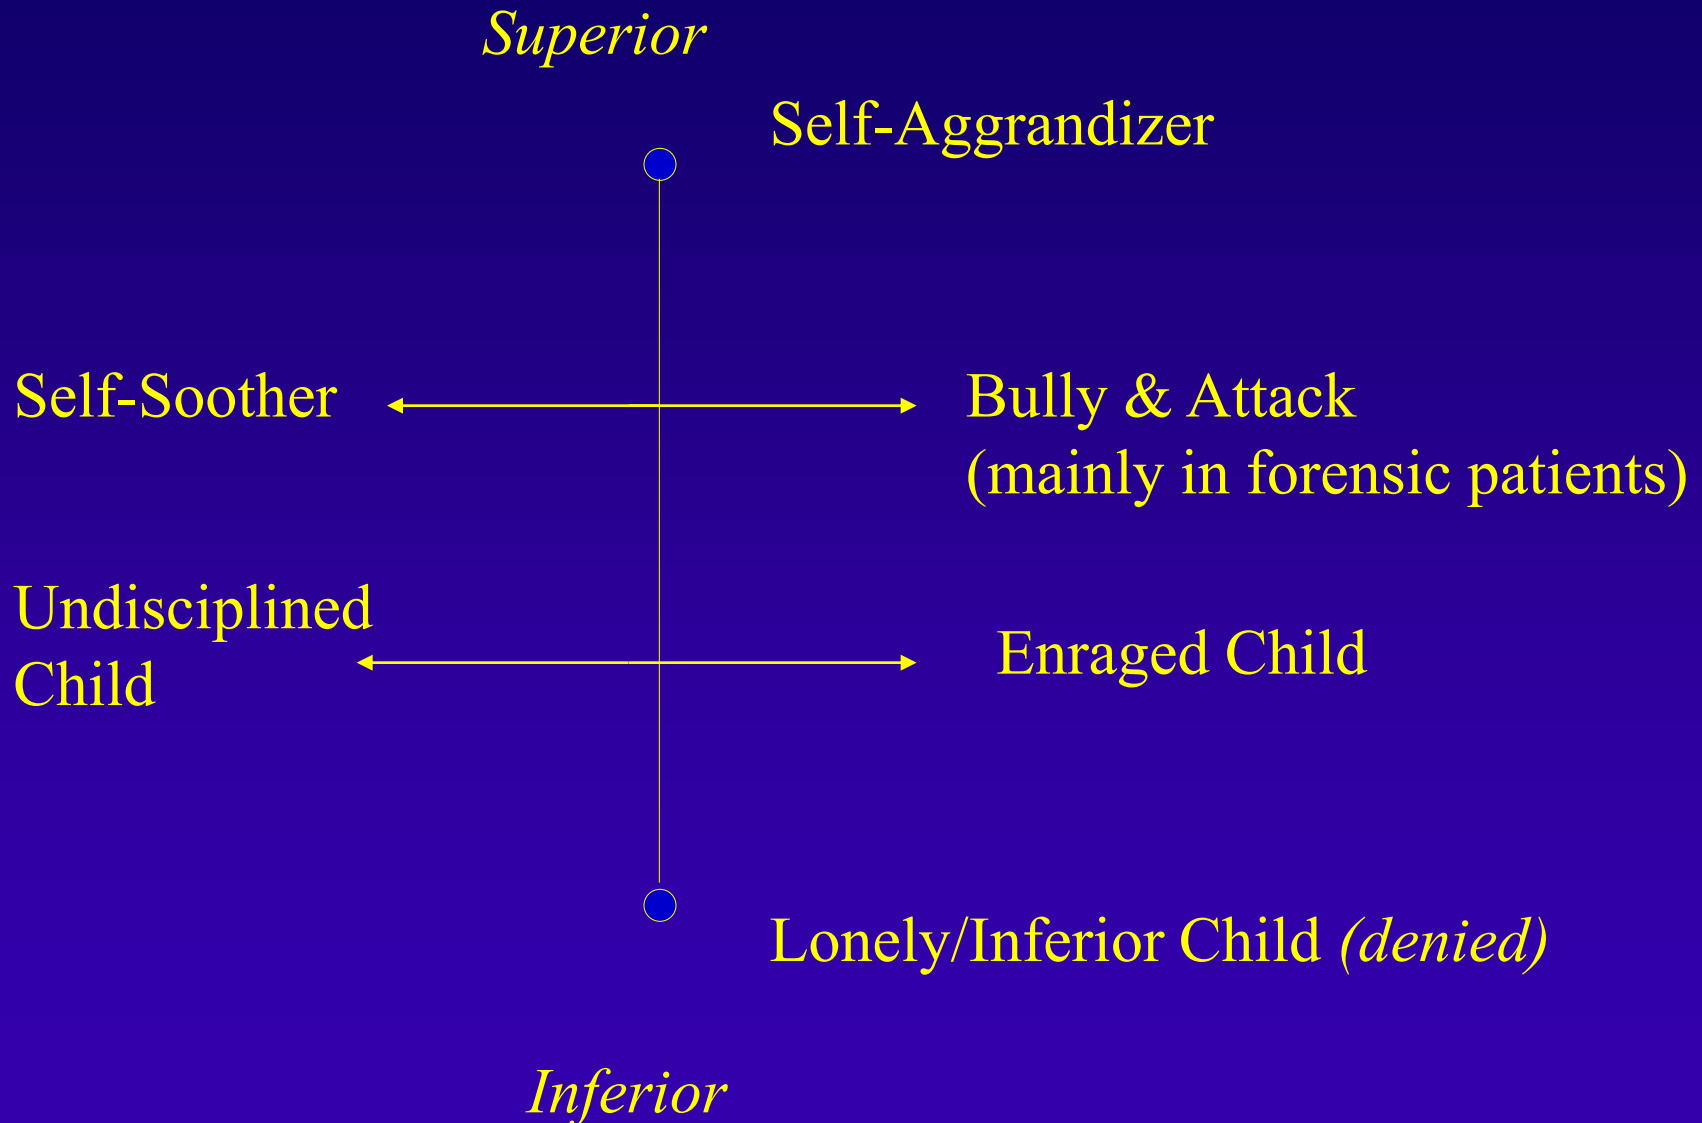 Superior
Self-Aggrandizer
Self-Soother
Bully & Attack
(mainly in forensic patients)
Undisciplined
Child
Enraged Child
Lonely/Inferior Child (denied)
Inferior